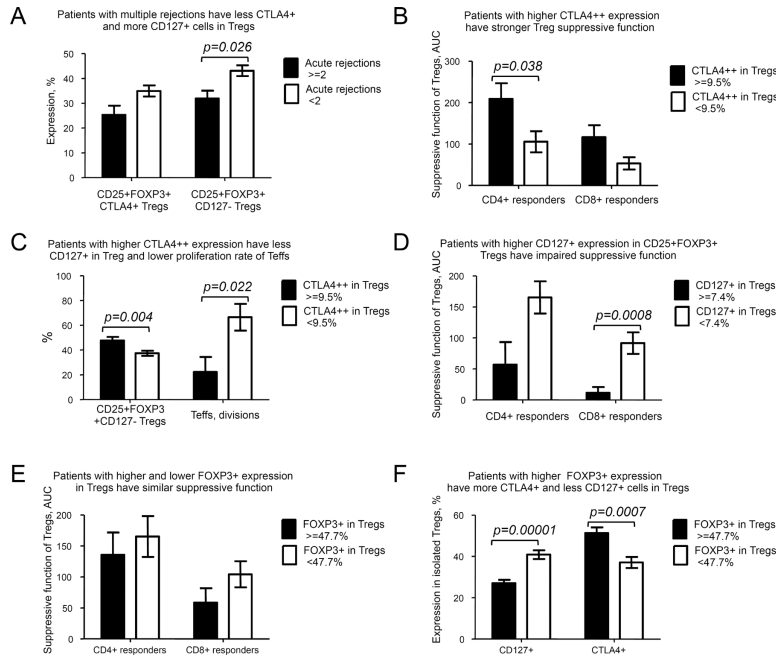 A
Patients with multiple rejections have less CTLA4+
and more CD127+ cells in Tregs
Expression, %
50
40
30
20
10
0
p=0.026
CD25+FOXP3+
CTLA4+ Tregs
CD25+FOXP3+
CD127- Tregs
Acute rejections
>=2
Acute rejections
<2
B
Patients with higher CTLA4++ expression
have stronger Treg suppressive function
Suppressive function of Tregs, AUC
300
200
100
0
p=0.038
CD4+ responders
CD8+ responders
CTLA4++ in Tregs
>=9.5%
CTLA4++ in Tregs
<9.5%
C
Patients with higher CTLA4++ expression have less
CD127+ in Treg and lower proliferation rate of Teffs
%
100
80
60
40
20
0
p=0.004
p=0.022
CD25+FOXP3
+CD127- Tregs
Teffs, divisions
CTLA4++ in Tregs
>=9.5%
CTLA4++ in Tregs
<9.5%
D
Patients with higher CD127+ expression in CD25+FOXP3+
Tregs have impaired suppressive function
Suppressive function of Tregs, AUC
200
150
100
50
0
p=0.0008
CD4+ responders
CD8+ responders
CD127+ in Tregs
>=7.4%
CD127+ in Tregs
<7.4%
E
Patients with higher and lower FOXP3+ expression
in Tregs have similar suppressive function
Suppressive function of Tregs, AUC
200
150
100
50
0
CD4+ responders
CD8+ responders
FOXP3+ in Tregs
>=47.7%
FOXP3+ in Tregs
<47.7%
F
Patients with higher FOXP3+ expression
have more CTLA4+ and less CD127+ cells in Tregs
Expression in isolated Tregs, %
60
40
20
0
p=0.00001
p=0.0007
CD127+
CTLA4+
FOXP3+ in Tregs
>=47.7%
FOXP3+ in Tregs
<47.7%